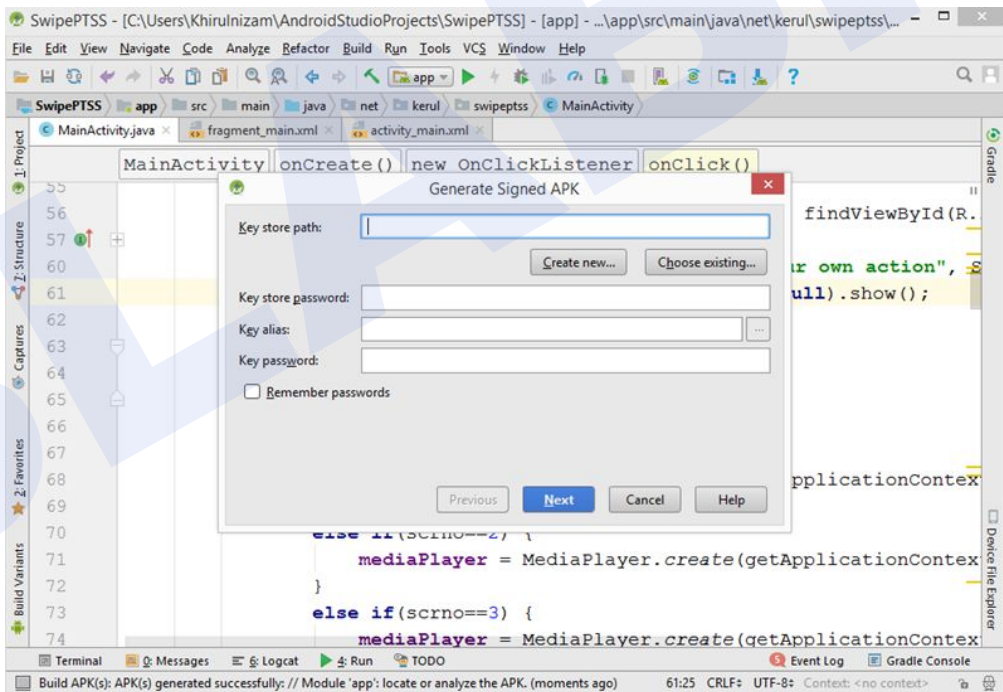 SwipePTSS - [C:\Users\Khirulnizam\AndroidStudioProjects\SwipePTSS] - [app] - ...\app\src\main\java\net\kerul\swipeptss\...
File Edit View Navigate Code Analyze Refactor Build Run Tools VCS Window Help
app
SwipePTSS app src main java net kerul swipeptss MainActivity
MainActivity.java fragment_main.xml activity_main.xml
1: Project
Z: Structure
Captures
2: Favorites
Build Variants
Gradle
Device File Explorer
MainActivity onCreate() new OnClickListener onClick()
Generate Signed APK
Key store path:
Create new... Choose existing...
Key store password:
Key alias: ...
Key password:
Remember passwords
Previous Next Cancel Help
55
56 findViewById(R.
57
60 ur own action", S
61 ull).show();
62
63
64
65
66
67
68 pplicationContex
69
70 else if(scrno==2) {
71 mediaPlayer = MediaPlayer.create(getApplicationContex
72 }
73 else if(scrno==3) {
74 mediaPlayer = MediaPlayer.create(getApplicationContex
Terminal 0: Messages 6: Logcat 4: Run TODO Event Log Gradle Console
Build APK(s): APK(s) generated successfully: // Module 'app': locate or analyze the APK. (moments ago) 61:25 CRLF÷ UTF-8÷ Context: <no context>